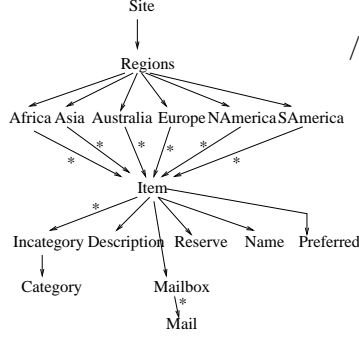 Site
Regions
Africa Asia Australia Europe NAmerica SAmerica
* * * * * *
Item
*
Incategory Description Reserve Name Preferred
Category Mailbox
*
Mail